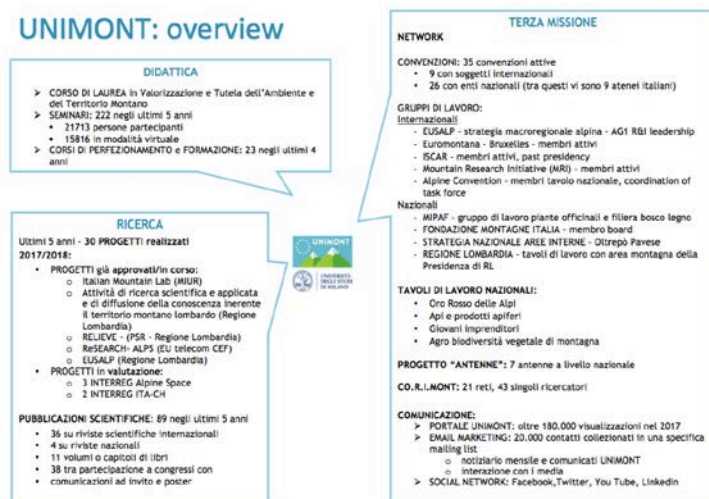 UNIMONT: overview
DIDATTICA
➢ CORSO DI LAUREA in Valorizzazione e Tutela dell'Ambiente e
del Territorio Montano
➢ SEMINARI: 222 negli ultimi 5 anni
▪ 21713 persone partecipanti
▪ 15816 in modalità virtuale
➢ CORSI DI PERFEZIONAMENTO e FORMAZIONE: 23 negli ultimi 4
anni
RICERCA
Ultimi 5 anni - 30 PROGETTI realizzati
2017/2018:
• PROGETTI già approvati/in corso:
o Italian Mountain Lab (MIUR)
o Attività di ricerca scientifica e applicata
e di diffusione della conoscenza inerente
il territorio montano lombardo (Regione
Lombardia)
o RELIEVE - (PSR - Regione Lombardia)
o ReSEARCH- ALPS (EU telecom CEF)
o EUSALP (Regione Lombardia)
• PROGETTI in valutazione:
o 3 INTERREG Alpine Space
o 2 INTERREG ITA-CH
PUBBLICAZIONI SCIENTIFICHE: 89 negli ultimi 5 anni
• 36 su riviste scientifiche internazionali
• 4 su riviste nazionali
• 11 volumi o capitoli di libri
• 38 tra partecipazione a congressi con
• comunicazioni ad invito e poster
UNIMONT
UNIVERSITÀ
DEGLI STUDI
DI MILANO
TERZA MISSIONE
NETWORK
CONVENZIONI: 35 convenzioni attive
▪ 9 con soggetti internazionali
▪ 26 con enti nazionali (tra questi vi sono 9 atenei italiani)
GRUPPI DI LAVORO:
Internazionali
- EUSALP - strategia macroregionale alpina - AG1 R&I leadership
- Euromontana - Bruxelles - membri attivi
- ISCAR - membri attivi, past presidency
- Mountain Research Initiative (MRI) - membri attivi
- Alpine Convention - membri tavolo nazionale, coordination of
task force
Nazionali
- MIPAF - gruppo di lavoro piante officinali e filiera bosco legno
- FONDAZIONE MONTAGNE ITALIA - membro board
- STRATEGIA NAZIONALE AREE INTERNE - Oltrepò Pavese
- REGIONE LOMBARDIA - tavoli di lavoro con area montagna della
Presidenza di RL
TAVOLI DI LAVORO NAZIONALI:
• Oro Rosso delle Alpi
• Api e prodotti apiferi
• Giovani imprenditori
• Agro biodiversità vegetale di montagna
PROGETTO "ANTENNE": 7 antenne a livello nazionale
CO.R.I.MONT: 21 reti, 43 singoli ricercatori
COMUNICAZIONE:
➢ PORTALE UNIMONT: oltre 180.000 visualizzazioni nel 2017
➢ EMAIL MARKETING: 20.000 contatti collezionati in una specifica
mailing list
o notiziario mensile e comunicati UNIMONT
o interazione con i media
➢ SOCIAL NETWORK: Facebook,Twitter, You Tube, Linkedin